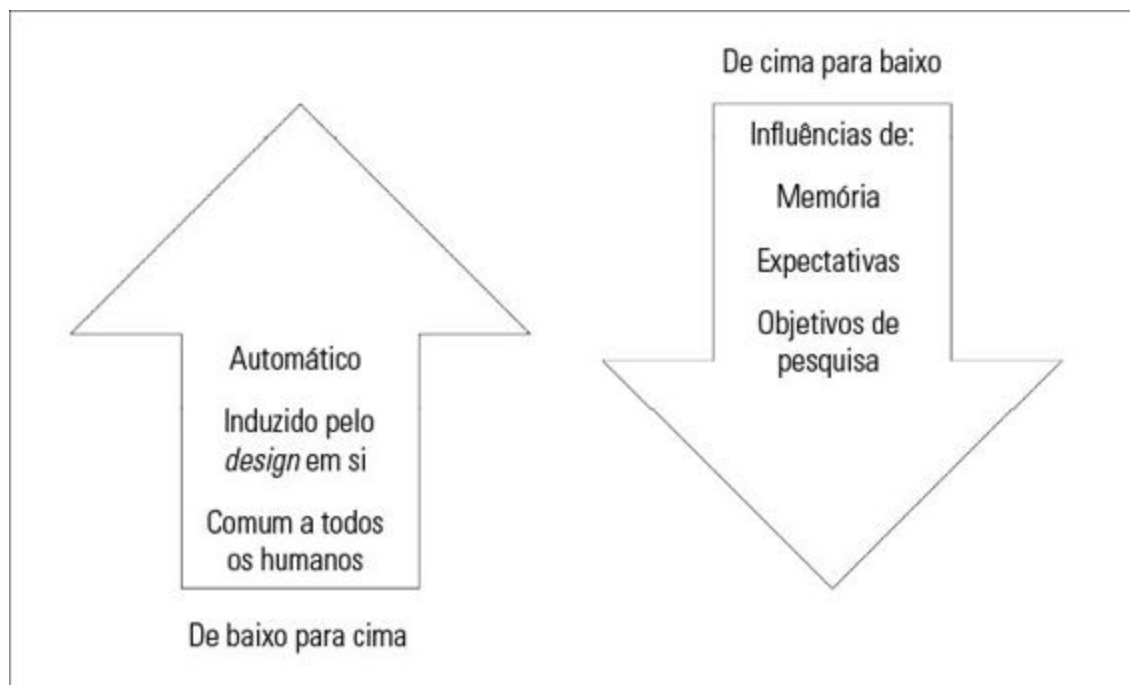 Automático
Induzido pelo
design em si
Comum a todos
os humanos
De baixo para cima
De cima para baixo
Influências de:
Memória
Expectativas
Objetivos de
pesquisa